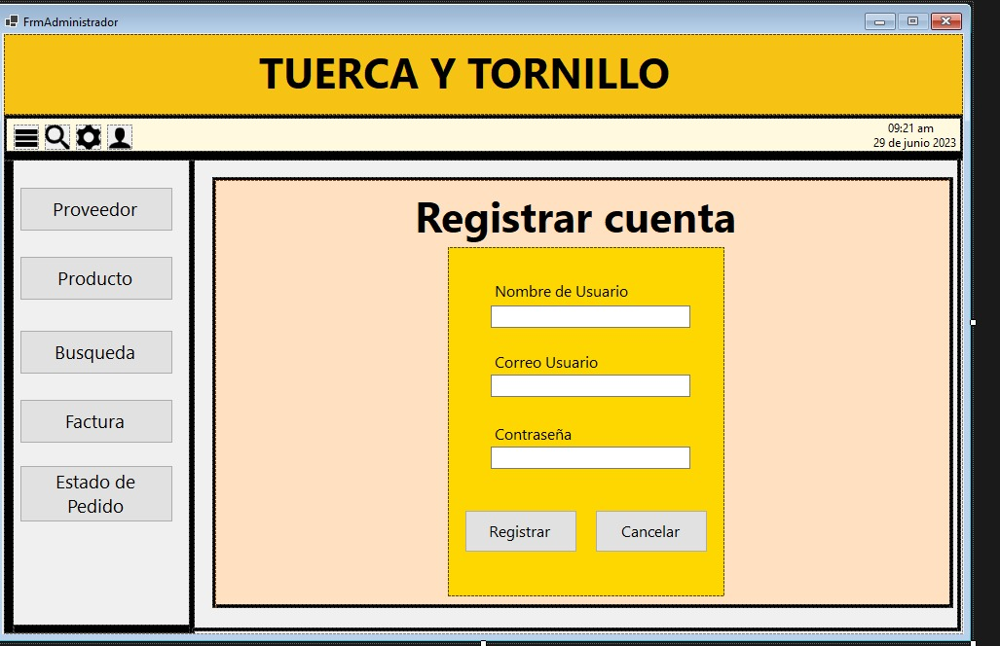 FrmAdministrador
TUERCA Y TORNILLO
09:21 am
29 de junio 2023
Proveedor
Producto
Busqueda
Factura
Estado de
Pedido
Registrar cuenta
Nombre de Usuario
Correo Usuario
Contraseña
Registrar
Cancelar